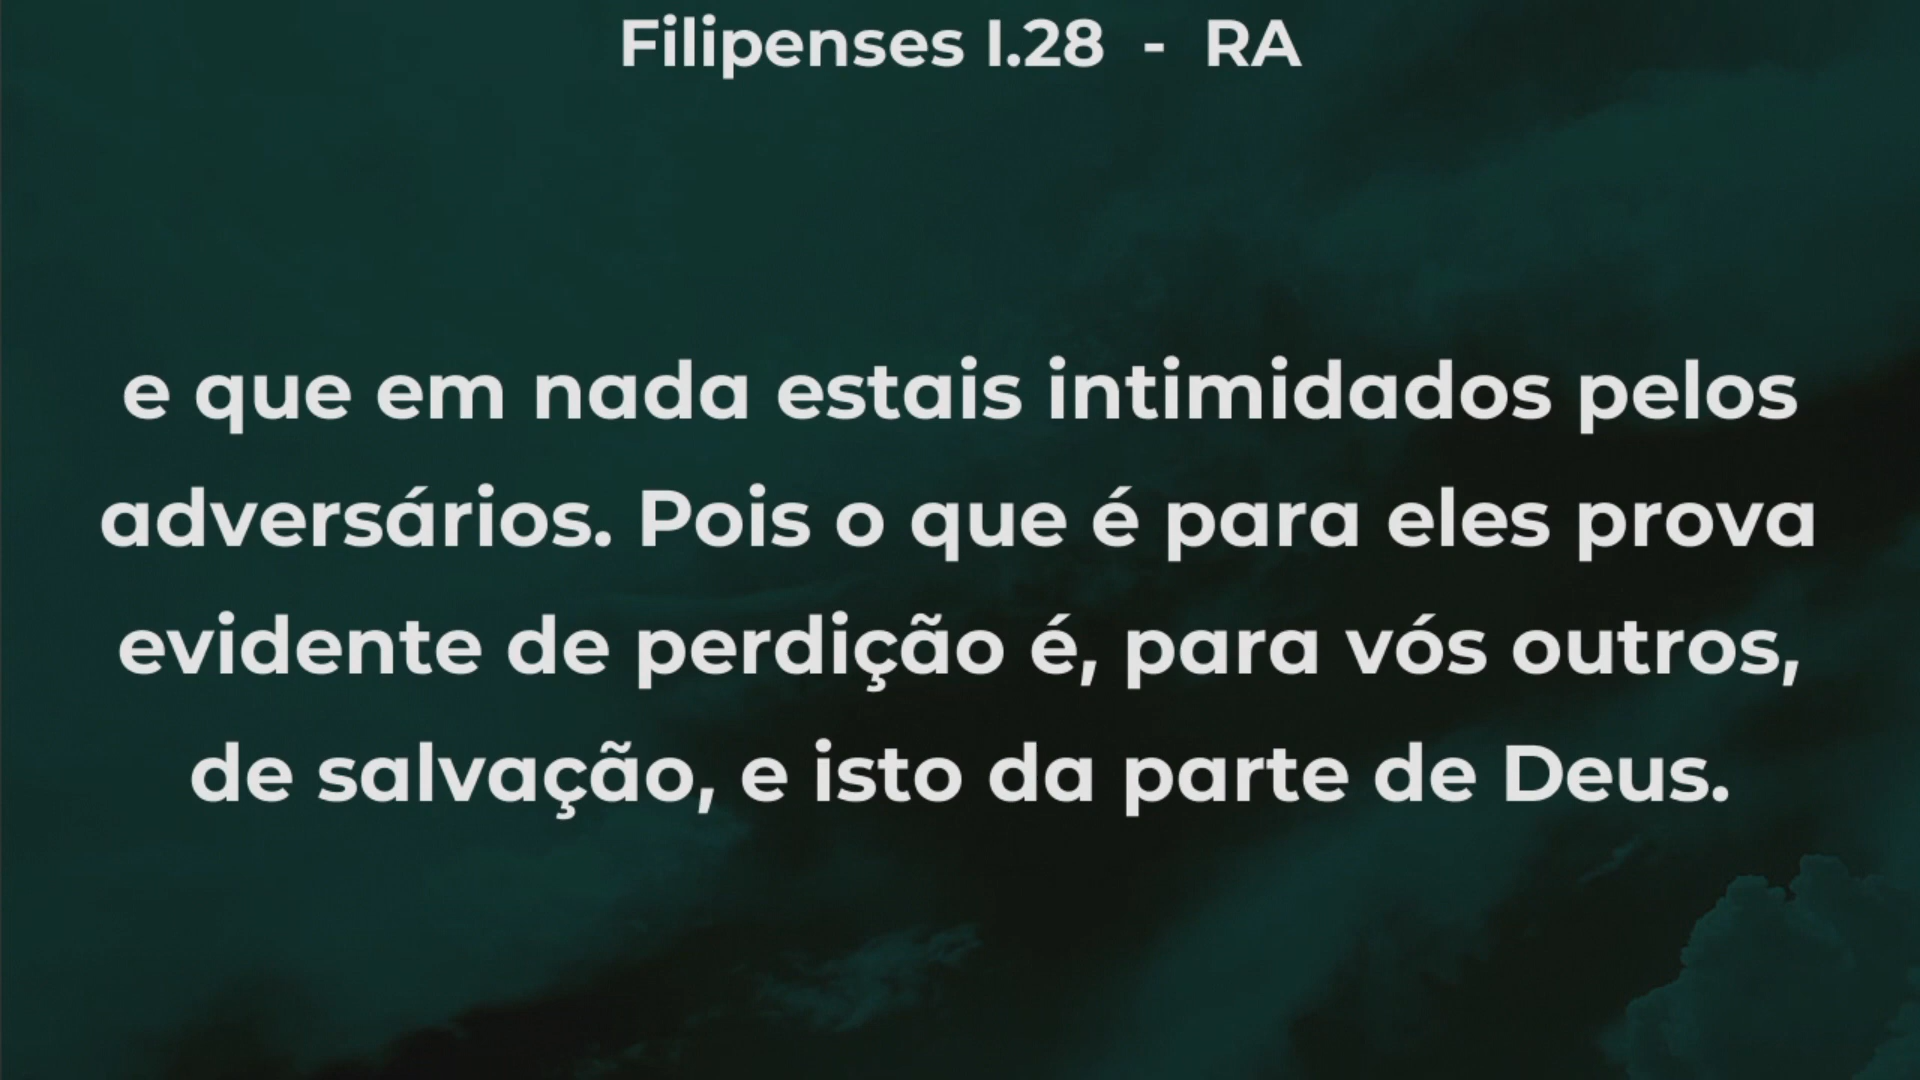 Filipenses I.28 - RA
e que em nada estais intimidados pelos
adversários. Pois o que é para eles prova
evidente de perdição é, para vós outros,
de salvação, e isto da parte de Deus.